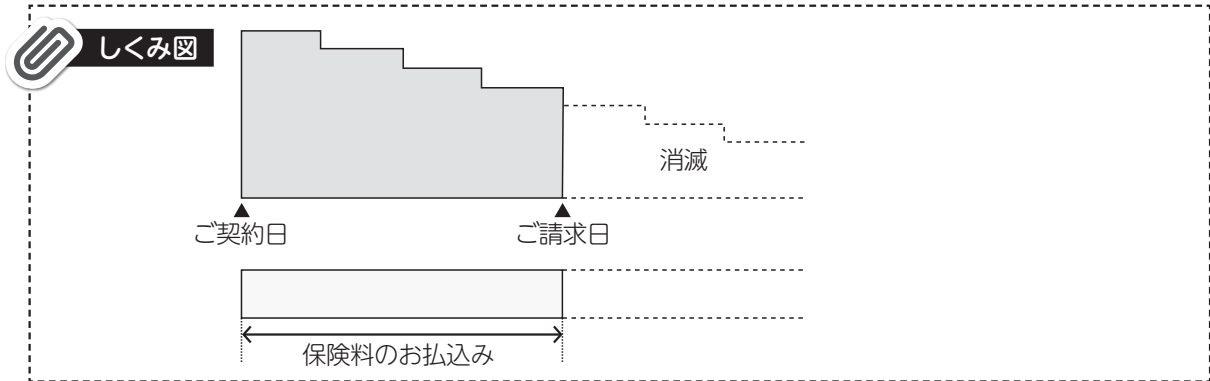 しくみ図
消滅
▲ ▲
ご契約日 ご請求日
保険料のお払込み